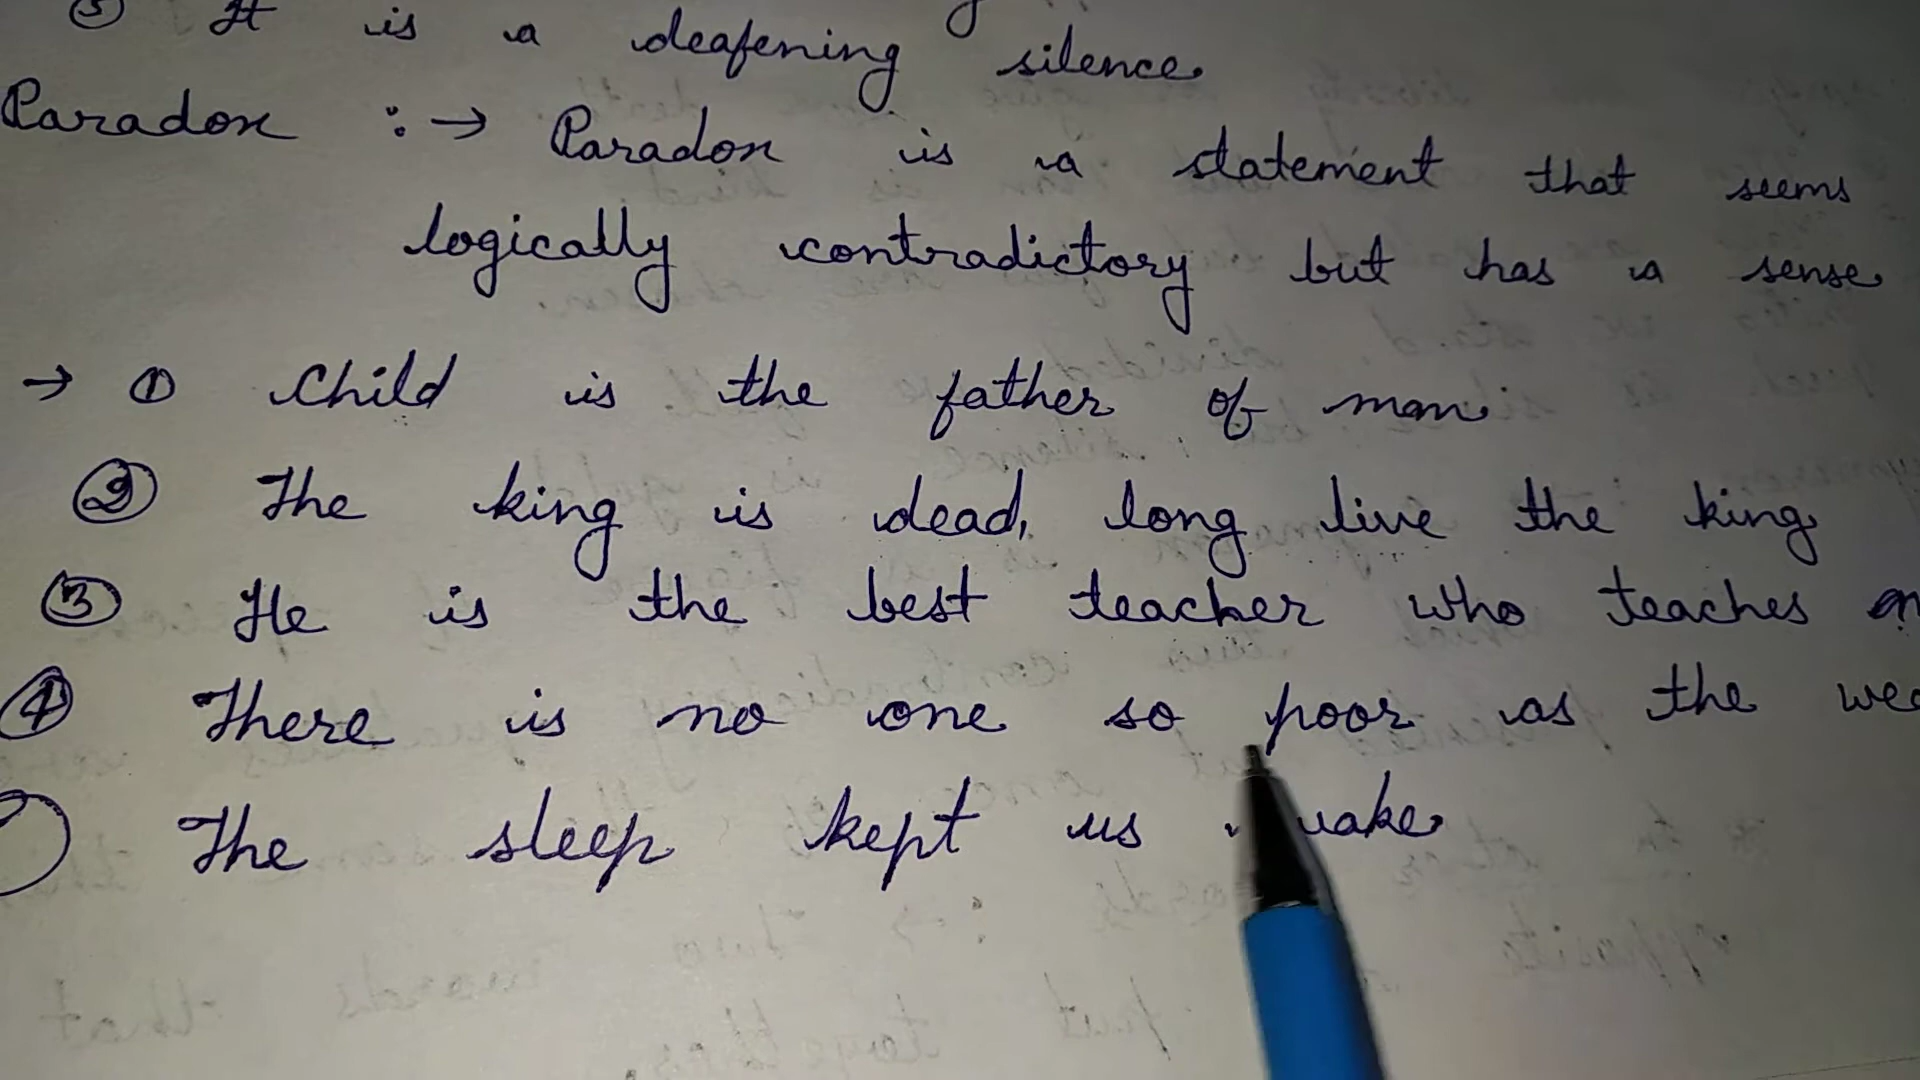 ⑤ It is a deafening silence
Paradox :→ Paradox is a statement that seems
logically contradictory but has a sense
→ ① Child is the father of man
② The king is dead, long live the king
③ He is the best teacher who teaches
④ There is no one so poor as the
The sleep kept us